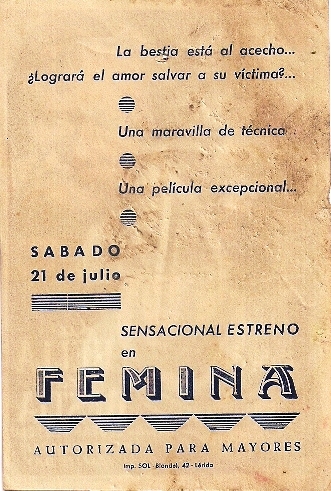 La bestia está al acecho...
¿Logrará el amor salvar a su víctima?...
Una maravilla de técnica
Una película excepcional...
SABADO
21 de julio
SENSACIONAL ESTRENO
en
FEMINA
AUTORIZADA PARA MAYORES
Imp. SOL - Blondel, 42 - Lérida